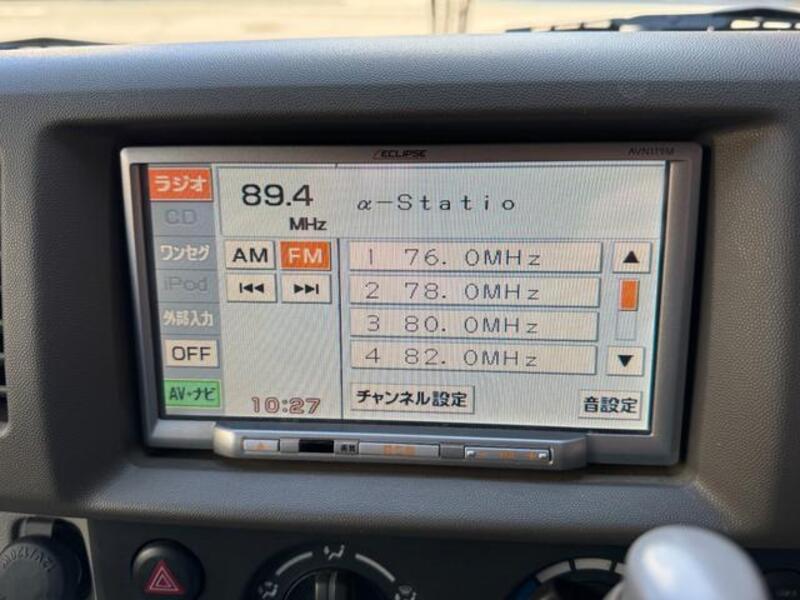 ECLIPSE
AVN119M
ラジオ
89.4
MHz
α-Statio
CD
ワンセグ
AM
FM
1 76.0MHz
▲
iPod
2 78.0MHz
外部入力
3 80.0MHz
OFF
4 82.0MHz
▼
AV・ナビ
10:27
チャンネル設定
音設定
画質